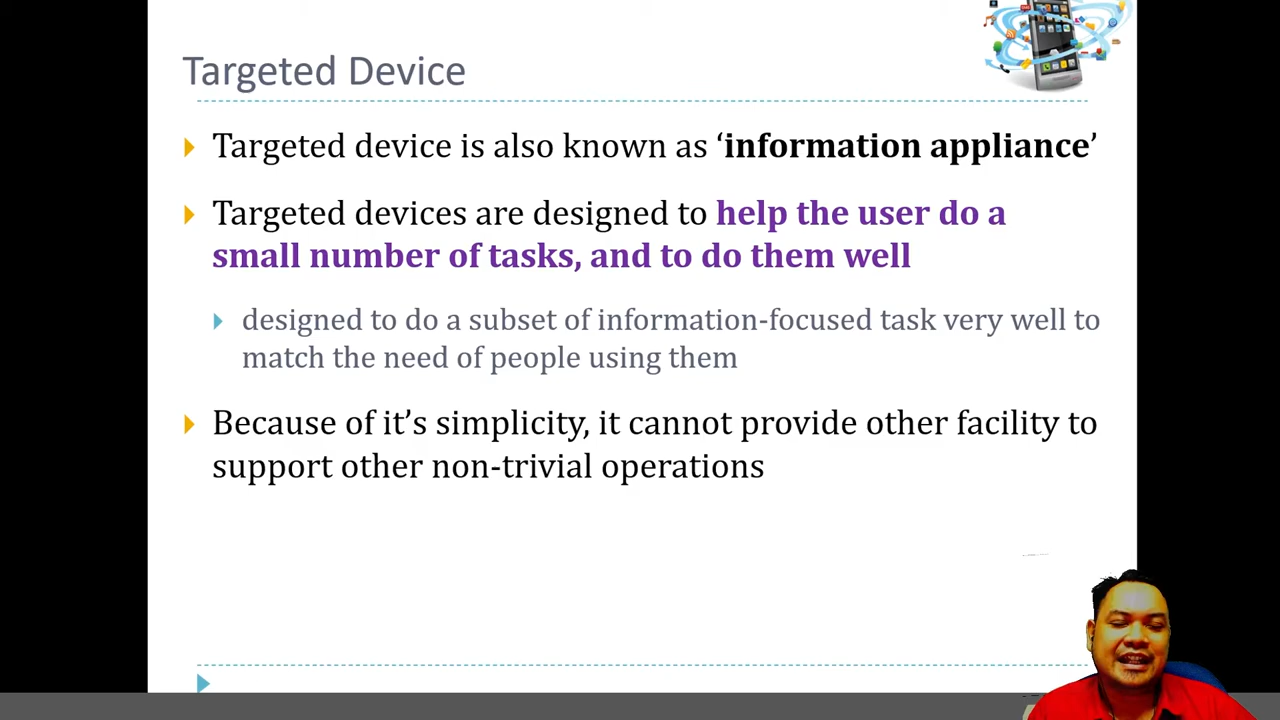 Targeted Device
Targeted device is also known as ‘information appliance’
Targeted devices are designed to help the user do a
small number of tasks, and to do them well
designed to do a subset of information-focused task very well to
match the need of people using them
Because of it’s simplicity, it cannot provide other facility to
support other non-trivial operations